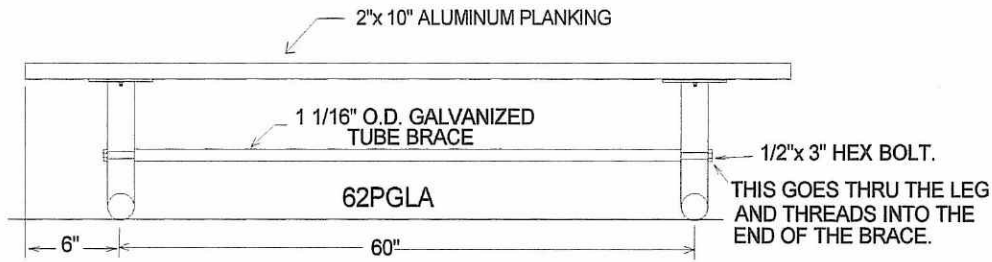 2"x 10" ALUMINUM PLANKING
1 1/16" O.D. GALVANIZED
TUBE BRACE
1/2"x 3" HEX BOLT.
THIS GOES THRU THE LEG
AND THREADS INTO THE
END OF THE BRACE.
62PGLA
6"
60"